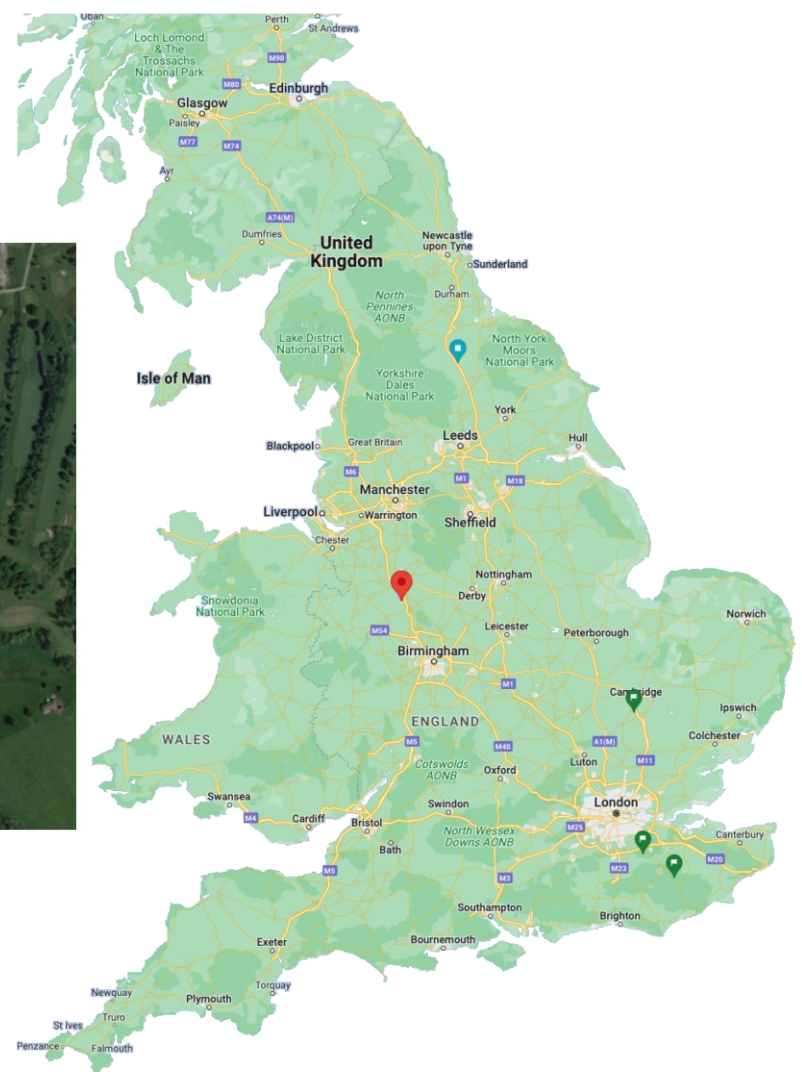 Oban
Perth
St Andrews
Loch Lomond
& The
Trossachs
National Park
M90
M80
Edinburgh
Glasgow
Paisley
M77
M74
Ayr
A74(M)
Dumfries
United
Kingdom
Newcastle
upon Tyne
Sunderland
Durham
North
Pennines
AONB
Lake District
National Park
North York
Moors
National Park
Isle of Man
Yorkshire
Dales
National Park
York
Leeds
Hull
Blackpool
Great Britain
M6
M1
M18
Manchester
Liverpool
Warrington
Sheffield
Chester
Nottingham
Derby
Snowdonia
National Park
Norwich
M54
Leicester
Peterborough
Birmingham
M1
Cambridge
Ipswich
ENGLAND
WALES
M5
M40
A1(M)
Colchester
M11
Cotswolds
AONB
Luton
Oxford
Swansea
London
M4
Cardiff
Bristol
Swindon
M25
North Wessex
Downs AONB
Canterbury
Bath
M20
M23
M5
M3
Southampton
Brighton
Exeter
Bournemouth
Torquay
Newquay
Plymouth
Truro
St Ives
Penzance
Falmouth